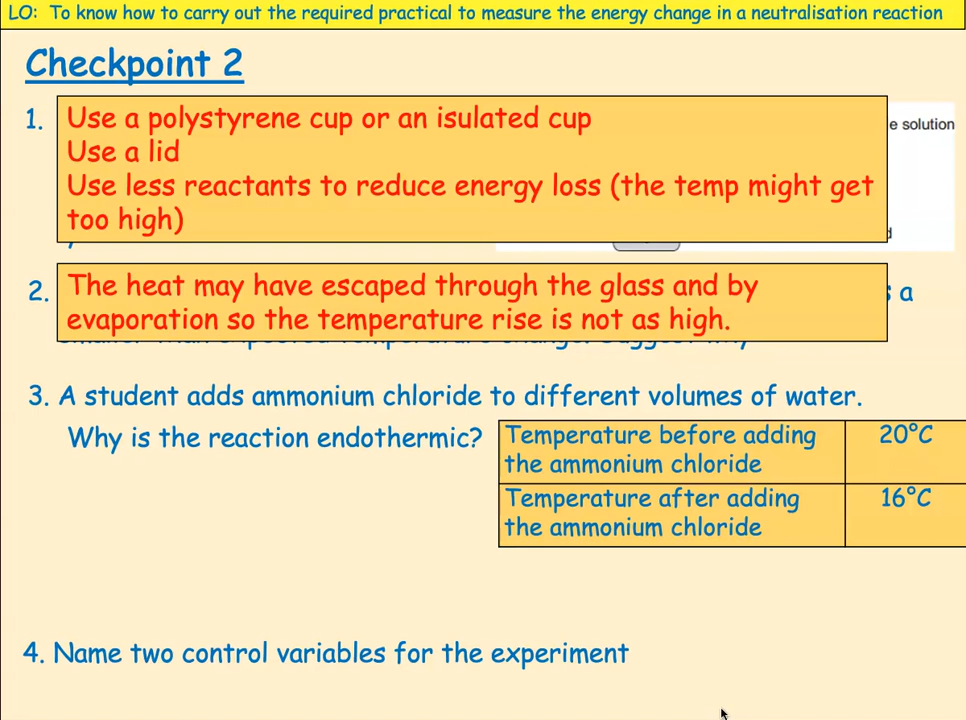 LO: To know how to carry out the required practical to measure the energy change in a neutralisation reaction
Checkpoint 2
1.
Use a polystyrene cup or an isulated cup
Use a lid
Use less reactants to reduce energy loss (the temp might get
too high)
e solution
2.
The heat may have escaped through the glass and by
evaporation so the temperature rise is not as high.
a
3. A student adds ammonium chloride to different volumes of water.
Why is the reaction endothermic?
Temperature before adding
the ammonium chloride
20°C
Temperature after adding
the ammonium chloride
16°C
4. Name two control variables for the experiment